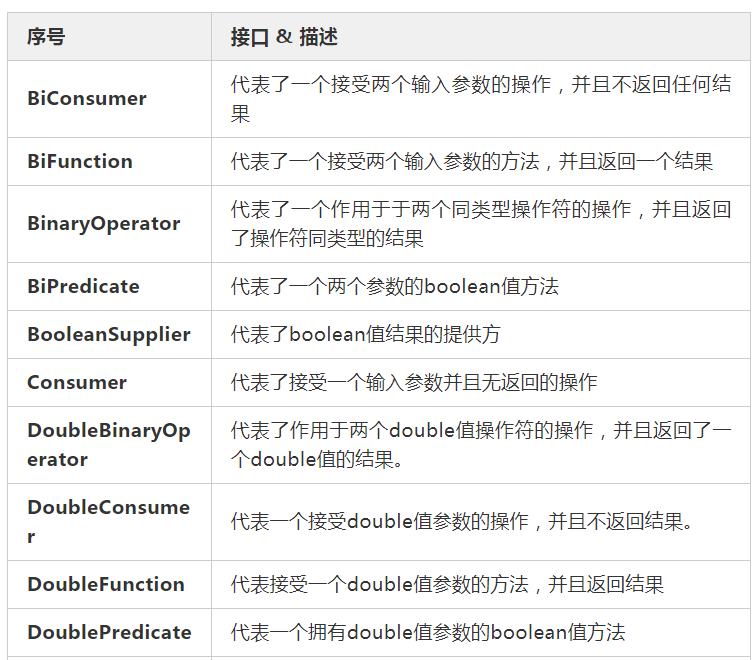 序号 接口 & 描述
BiConsumer 代表了一个接受两个输入参数的操作，并且不返回任何结
果
BiFunction 代表了一个接受两个输入参数的方法，并且返回一个结果
BinaryOperator 代表了一个作用于于两个同类型操作符的操作，并且返回
了操作符同类型的结果
BiPredicate 代表了一个两个参数的boolean值方法
BooleanSupplier 代表了boolean值结果的提供方
Consumer 代表了接受一个输入参数并且无返回的操作
DoubleBinaryOp 代表了作用于两个double值操作符的操作，并且返回了一
erator 个double值的结果。
DoubleConsume
r
代表一个接受double值参数的操作，并且不返回结果。
DoubleFunction 代表接受一个double值参数的方法，并且返回结果
DoublePredicate 代表一个拥有double值参数的boolean值方法